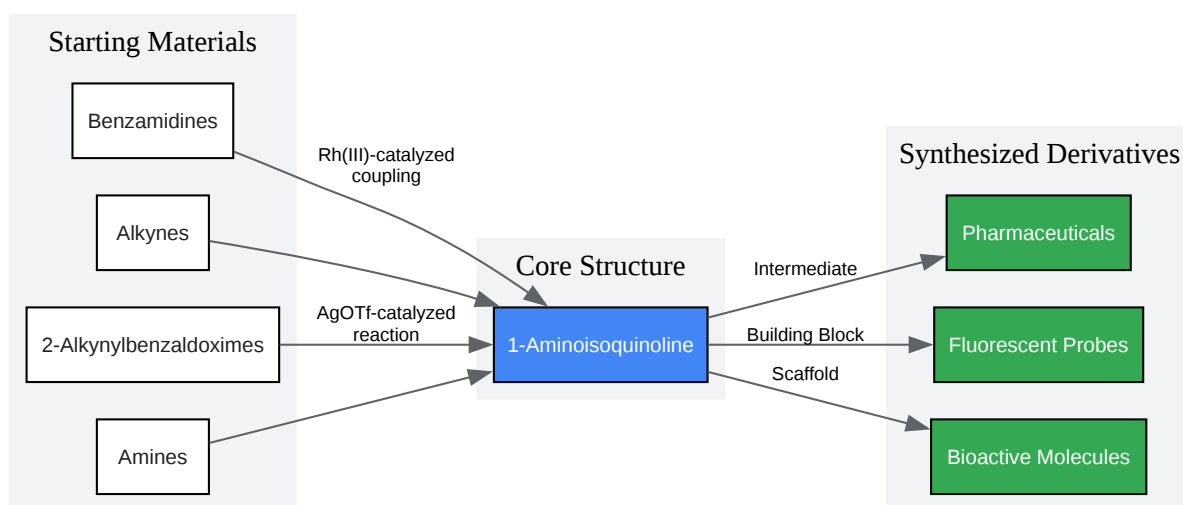 Starting Materials
Benzamidines
Alkynes
2-Alkynylbenzaldoximes
Amines
Rh(III)-catalyzed
coupling
AgOTf-catalyzed
reaction
Core Structure
1-Aminoisoquinoline
Intermediate
Building Block
Scaffold
Synthesized Derivatives
Pharmaceuticals
Fluorescent Probes
Bioactive Molecules